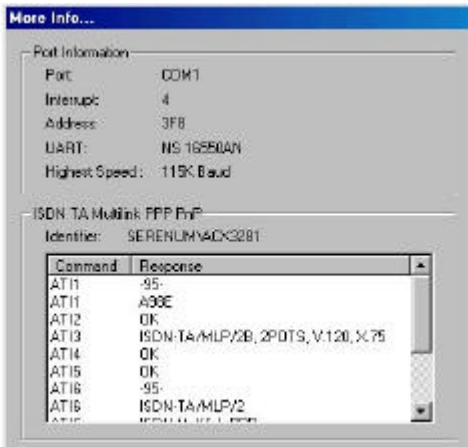 More Info...
Port Information
Port: COM1
Interrupt: 4
Address: 3F8
UART: NS 16550AN
Highest Speed: 115K Baud
ISDN TA Multilink PPP PnP
Identifier: SERENUM\ACX3281
Command Response
ATI1 -95-
ATI1 A98E
ATI2 OK
ATI3 ISDN-TA/MLP/2B, 2POTS, V.120, X.75
ATI4 OK
ATI5 OK
ATI6 -95-
ATI6 ISDN-TA/MLP/2